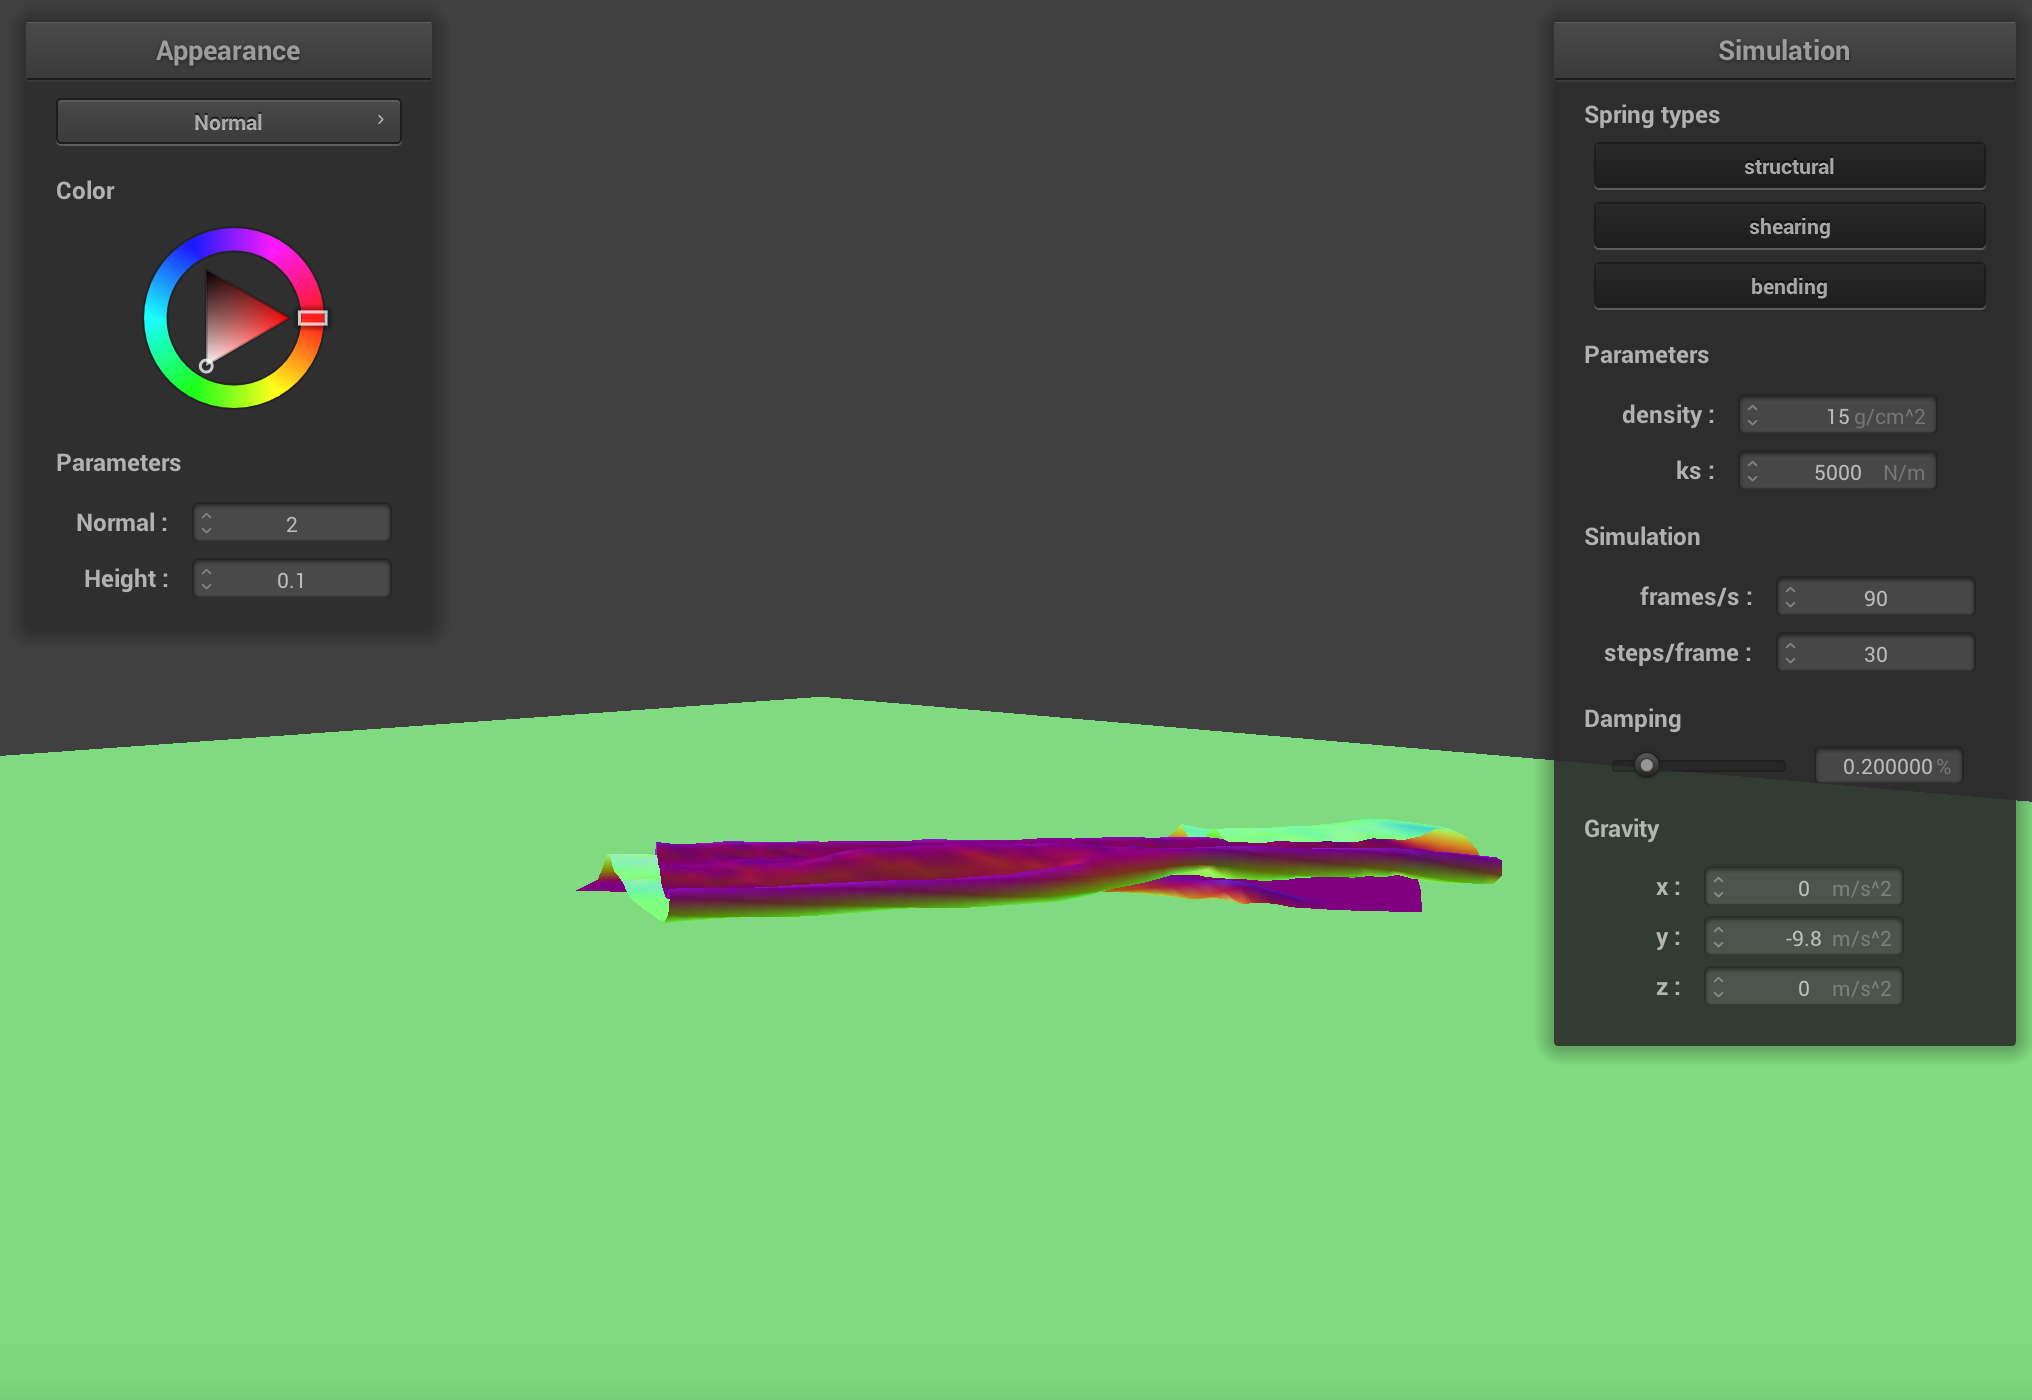 Appearance
Normal
Color
Parameters
Normal : 2
Height : 0.1
Simulation
Spring types
structural
shearing
bending
Parameters
density : 15 g/cm^2
ks : 5000 N/m
Simulation
frames/s : 90
steps/frame : 30
Damping
0.200000 %
Gravity
x : 0 m/s^2
y : -9.8 m/s^2
z : 0 m/s^2